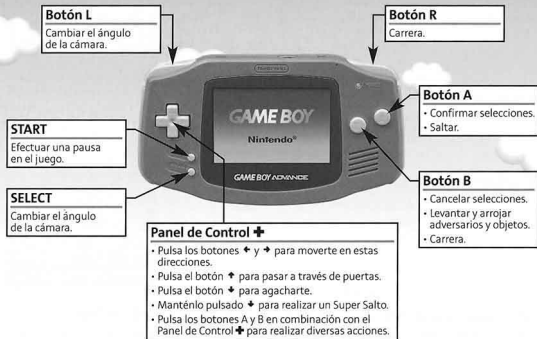 Botón L
Cambiar el ángulo
de la cámara.
Botón R
Carrera.
Nintendo
GAME BOY
Nintendo®
GAME BOY ADVANCE
Botón A
• Confirmar selecciones.
• Saltar.
START
Efectuar una pausa
en el juego.
SELECT
Cambiar el ángulo
de la cámara.
Botón B
• Cancelar selecciones.
• Levantar y arrojar
adversarios y objetos.
• Carrera.
Panel de Control ✚
• Pulsa los botones ← y → para moverte en estas
direcciones.
• Pulsa el botón ↑ para pasar a través de puertas.
• Pulsa el botón ↓ para agacharte.
• Manténlo pulsado ↓ para realizar un Super Salto.
• Pulsa los botones A y B en combinación con el
Panel de Control ✚ para realizar diversas acciones.